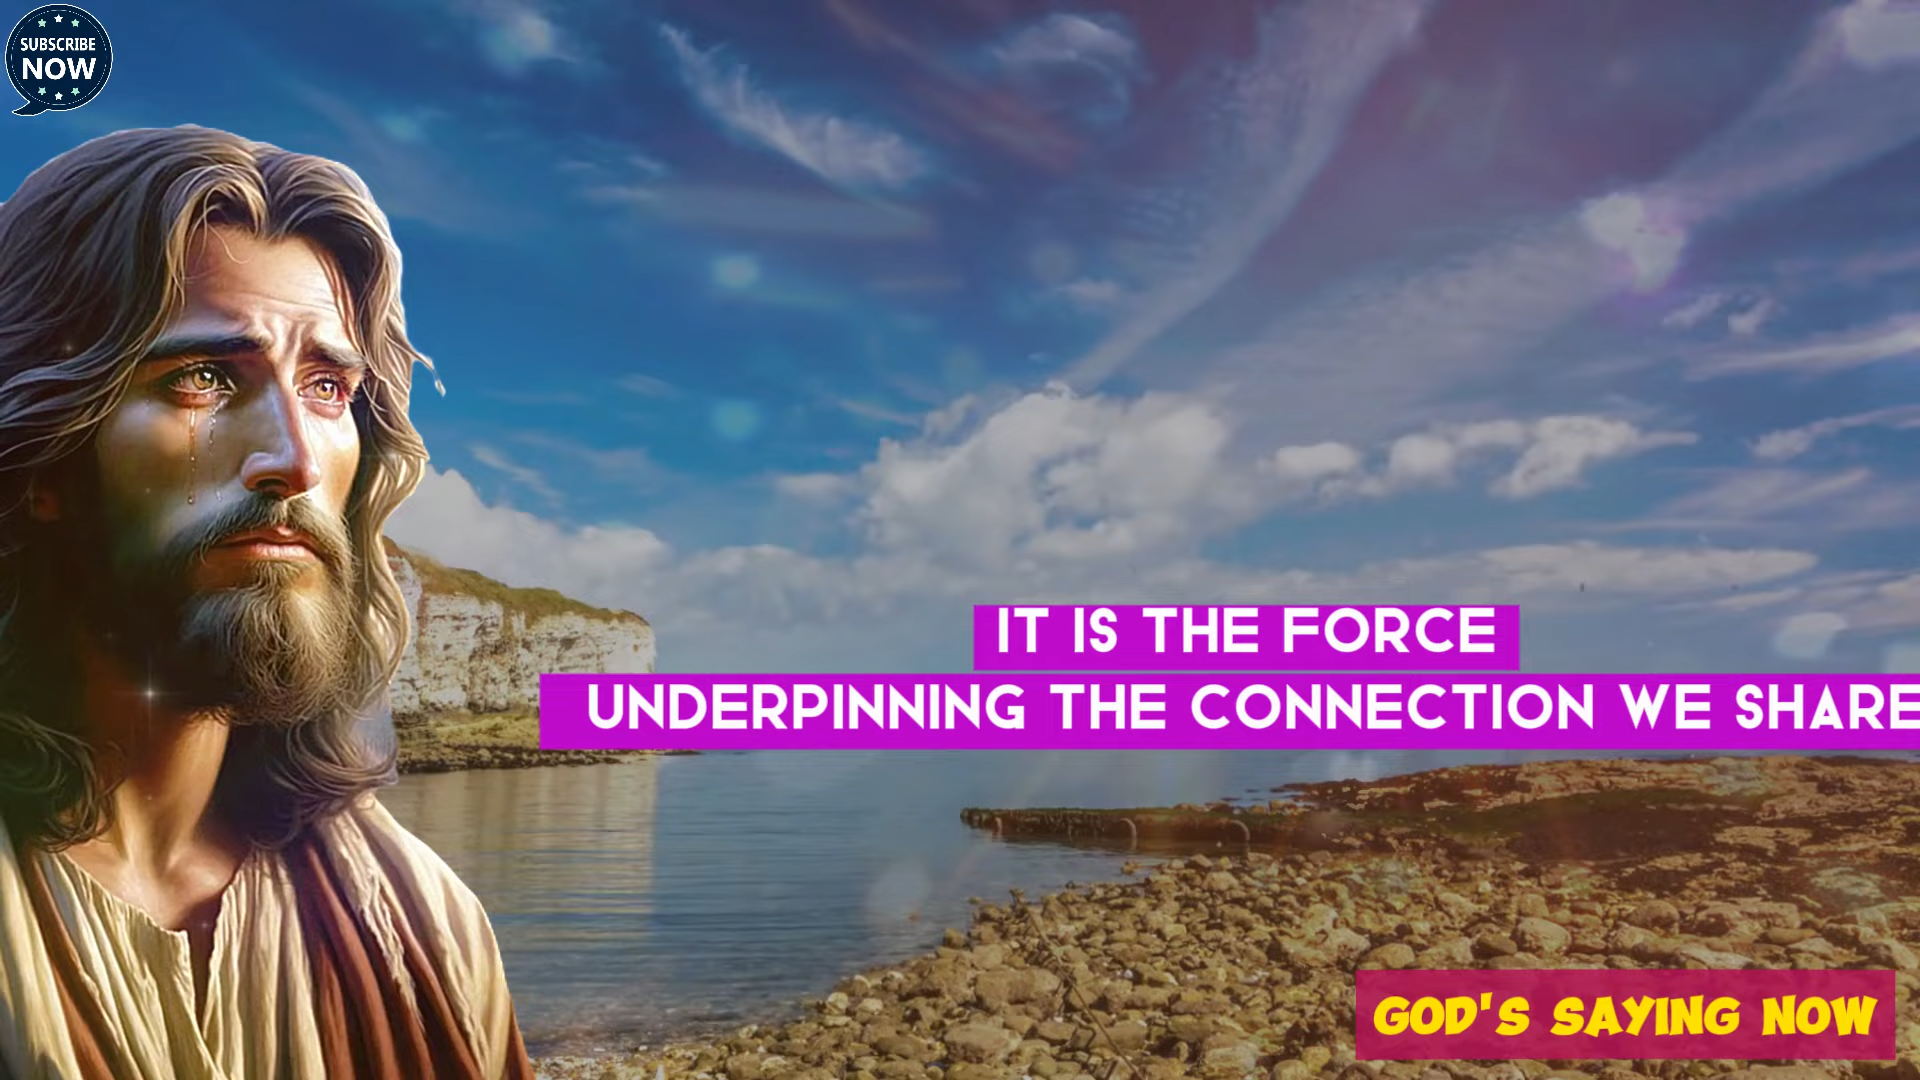 SUBSCRIBE
NOW
IT IS THE FORCE
UNDERPINNING THE CONNECTION WE SHARE
GOD'S SAYING NOW